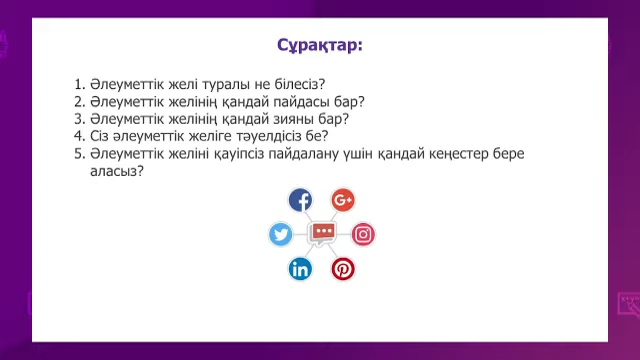 Сұрақтар:
1. Әлеуметтік желі туралы не білесіз?
2. Әлеуметтік желінің қандай пайдасы бар?
3. Әлеуметтік желінің қандай зияны бар?
4. Сіз әлеуметтік желіге тәуелдісіз бе?
5. Әлеуметтік желіні қауіпсіз пайдалану үшін қандай кеңестер бере
аласыз?